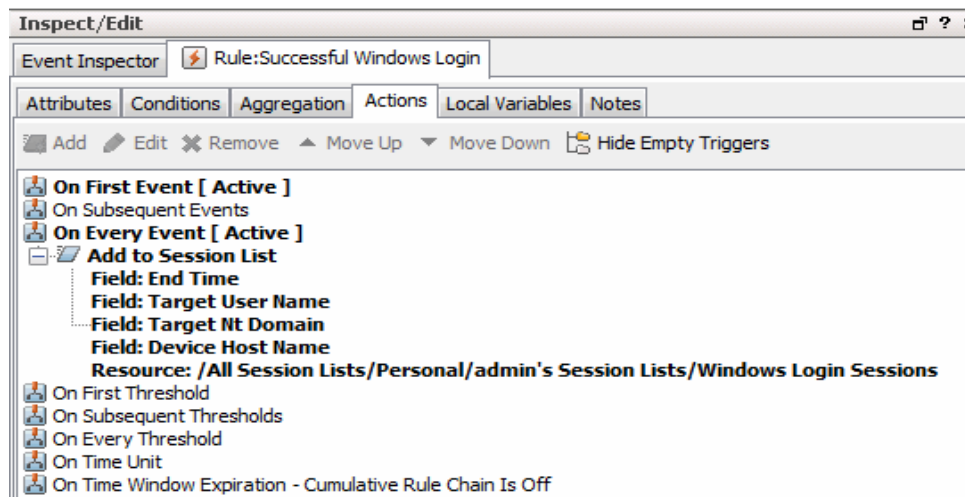 Inspect/Edit ?
Event Inspector Rule:Successful Windows Login
Attributes Conditions Aggregation Actions Local Variables Notes
Add Edit Remove Move Up Move Down Hide Empty Triggers
On First Event [ Active ]
On Subsequent Events
On Every Event [ Active ]
Add to Session List
Field: End Time
Field: Target User Name
Field: Target Nt Domain
Field: Device Host Name
Resource: /All Session Lists/Personal/admin's Session Lists/Windows Login Sessions
On First Threshold
On Subsequent Thresholds
On Every Threshold
On Time Unit
On Time Window Expiration - Cumulative Rule Chain Is Off